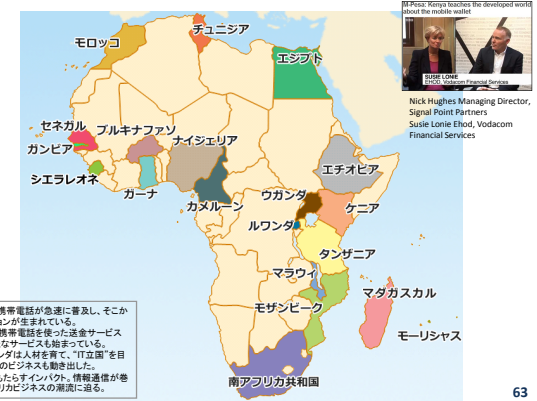 M-Pesa: Kenya teaches the developed world
about the mobile wallet
SUSIE LONIE
EHOD, Vodacom Financial Services
Nick Hughes Managing Director,
Signal Point Partners
Susie Lonie Ehod, Vodacom
Financial Services
モロッコ
チュニジア
エジプト
セネガル
ガンビア
ブルキナファソ
ナイジェリア
シエラレオネ
ガーナ
カメルーン
エチオピア
ウガンダ
ケニア
ルワンダ
タンザニア
マラウィ
モザンビーク
マダガスカル
モーリシャス
南アフリカ共和国
携帯電話が急速に普及し、そこか
ョンが生まれている。
携帯電話を使った送金サービス
なサービスも始まっている。
ンダは人材を育て、“IT立国”を目
のビジネスも動き出した。
もたらすインパクト。情報通信が巻
リカビジネスの潮流に迫る。
63